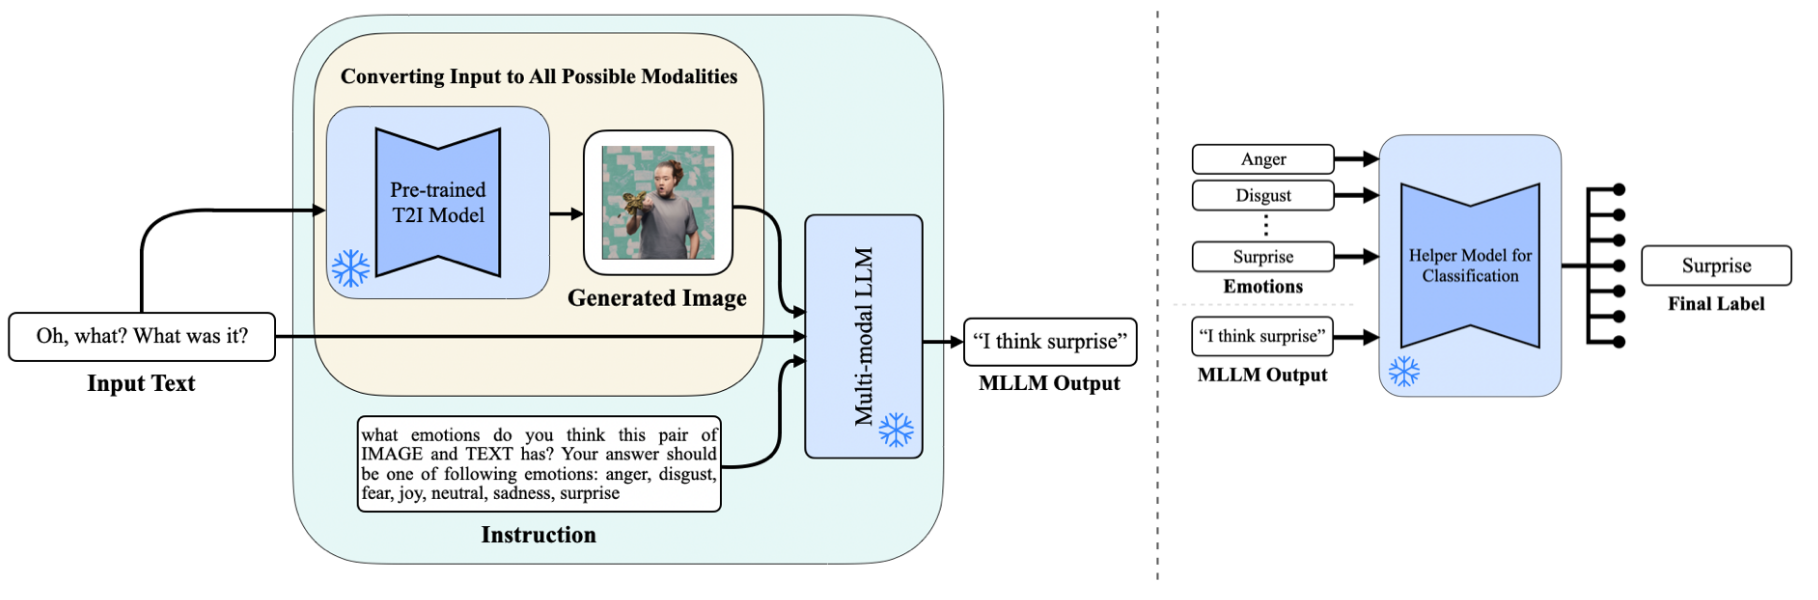 Converting Input to All Possible Modalities
Pre-trained
T2I Model
Generated Image
Oh, what? What was it?
Input Text
what emotions do you think this pair of
IMAGE and TEXT has? Your answer should
be one of following emotions: anger, disgust,
fear, joy, neutral, sadness, surprise
Instruction
Multi-modal LLM
“I think surprise”
MLLM Output
Anger
Disgust
Surprise
Emotions
“I think surprise”
MLLM Output
Helper Model for
Classification
Surprise
Final Label